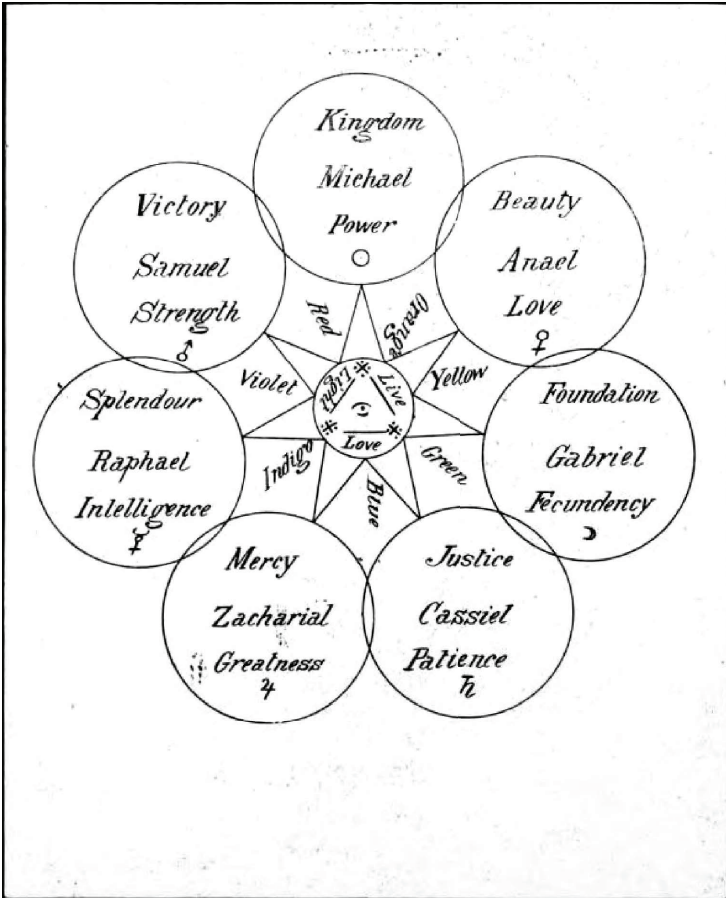 Kingdom
Michael
Power
☉
Beauty
Anael
Love
♀
Foundation
Gabriel
Fecundency
☽
Justice
Cassiel
Patience
♄
Mercy
Zacharial
Greatness
♃
Splendour
Raphael
Intelligence
☿
Victory
Samuel
Strength
♂
Red
Orange
Yellow
Green
Blue
Indigo
Violet
Light
Live
Love